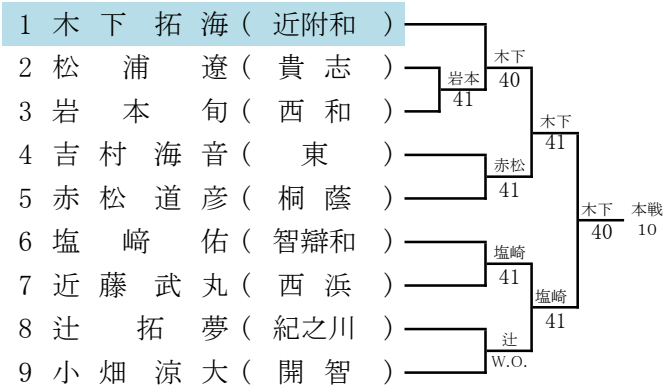 1 木下拓海(近附和)
2 松浦遼(貴志)
3 岩本旬(西和)
4 吉村海音(東)
5 赤松道彦(桐蔭)
6 塩﨑佑(智辯和)
7 近藤武丸(西浜)
8 辻拓夢(紀之川)
9 小畑涼大(開智)
岩本
41
木下
40
赤松
41
木下
41
塩崎
41
辻
W.O.
塩崎
41
木下
40
本戦
10